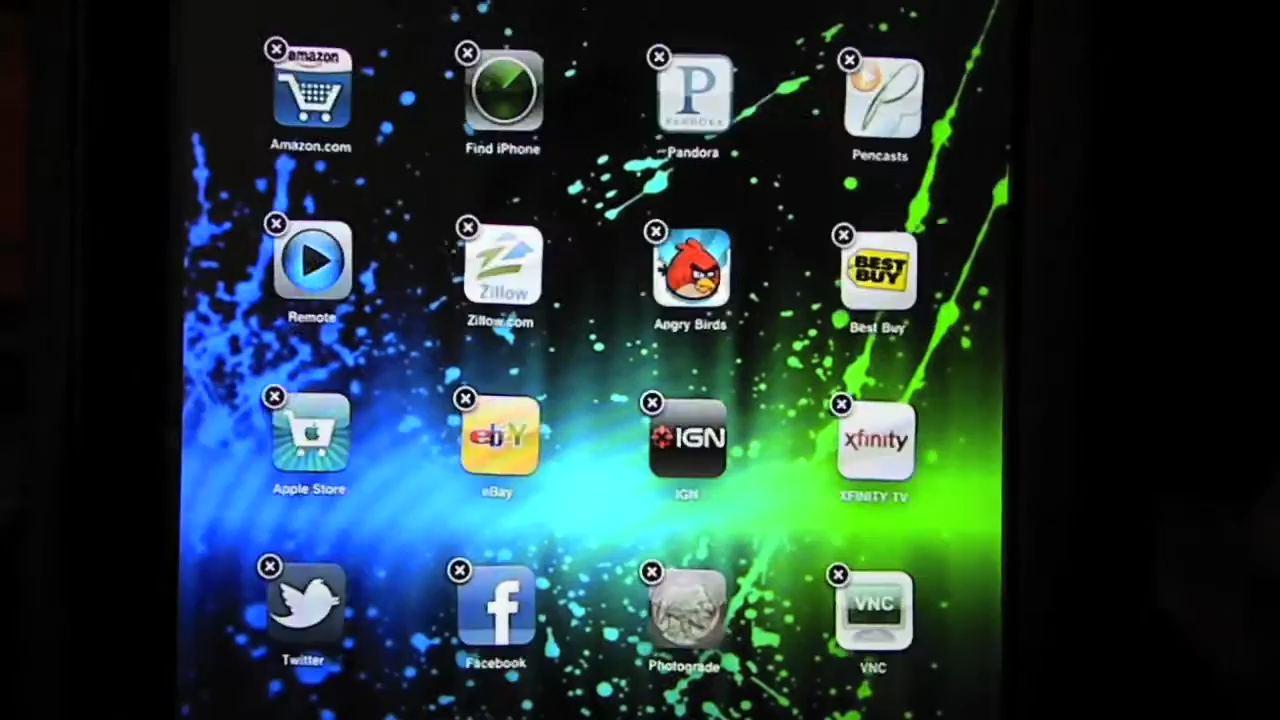 amazon
Amazon.com
Find iPhone
P
PANDORA
Pandora
Pencasts
Remote
Zillow
Zillow.com
Angry Birds
BEST BUY
Best Buy
Apple Store
ebY
eBay
IGN
IGN
xfinity
XFINITY TV
Twitter
f
Facebook
Photograde
VNC
VNC